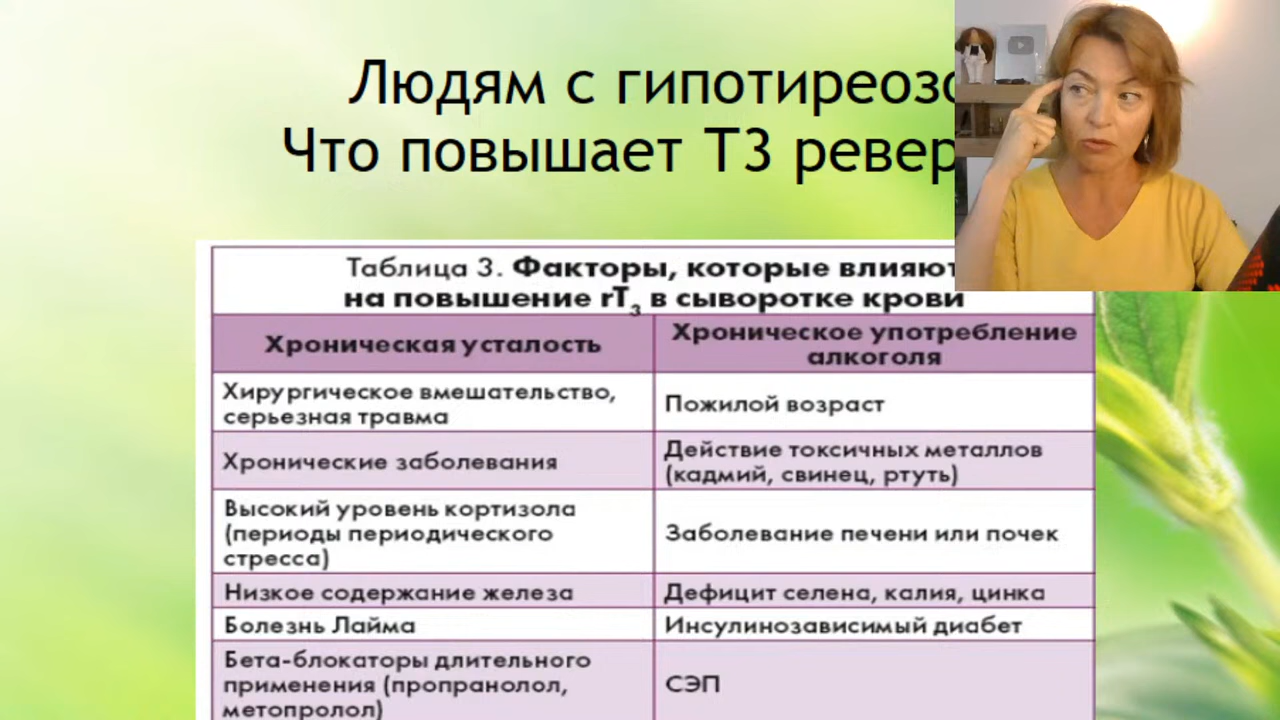 Людям с гипотиреозо
Что повышает Т3 ревер
Таблица 3. Факторы, которые влияют
на повышение rT3 в сыворотке крови
Хроническая усталость
Хроническое употребление
алкоголя
Хирургическое вмешательство,
серьезная травма
Пожилой возраст
Хронические заболевания
Действие токсичных металлов
(кадмий, свинец, ртуть)
Высокий уровень кортизола
(периоды периодического
стресса)
Заболевание печени или почек
Низкое содержание железа
Дефицит селена, калия, цинка
Болезнь Лайма
Инсулинозависимый диабет
Бета-блокаторы длительного
применения (пропранолол,
метопролол)
СЭП